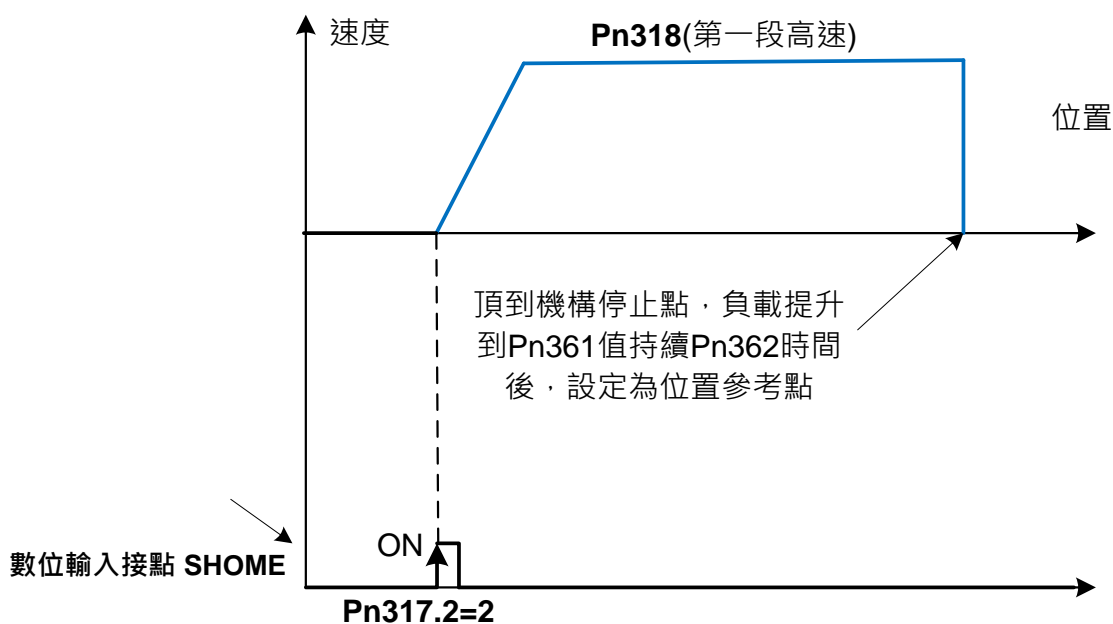 速度
Pn318(第一段高速)
位置
頂到機構停止點，負載提升
到Pn361值持續Pn362時間
後，設定為位置參考點
ON
數位輸入接點 SHOME
Pn317.2=2